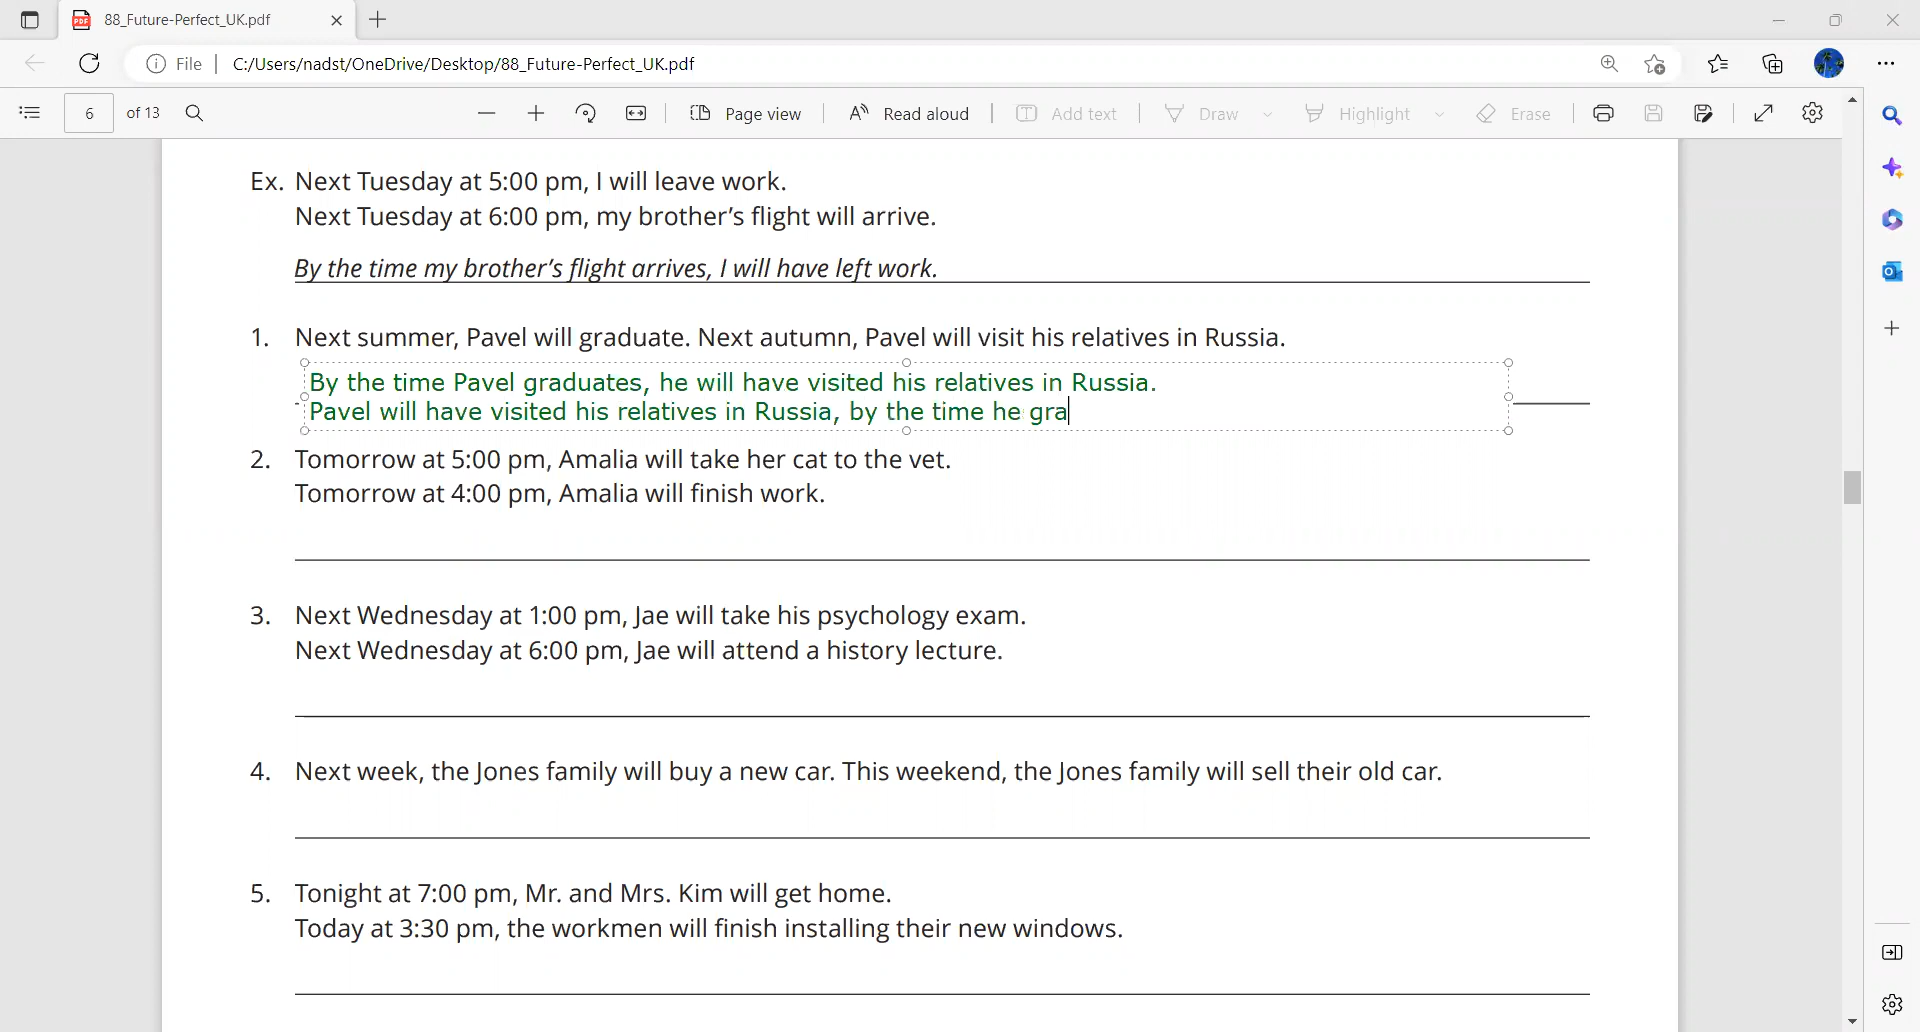 88_Future-Perfect_UK.pdf
File | C:/Users/nadst/OneDrive/Desktop/88_Future-Perfect_UK.pdf
6 of 13 Page view Read aloud Add text Draw Highlight Erase
Ex. Next Tuesday at 5:00 pm, I will leave work.
Next Tuesday at 6:00 pm, my brother’s flight will arrive.
By the time my brother’s flight arrives, I will have left work.
1. Next summer, Pavel will graduate. Next autumn, Pavel will visit his relatives in Russia.
By the time Pavel graduates, he will have visited his relatives in Russia.
Pavel will have visited his relatives in Russia, by the time he gra
2. Tomorrow at 5:00 pm, Amalia will take her cat to the vet.
Tomorrow at 4:00 pm, Amalia will finish work.
3. Next Wednesday at 1:00 pm, Jae will take his psychology exam.
Next Wednesday at 6:00 pm, Jae will attend a history lecture.
4. Next week, the Jones family will buy a new car. This weekend, the Jones family will sell their old car.
5. Tonight at 7:00 pm, Mr. and Mrs. Kim will get home.
Today at 3:30 pm, the workmen will finish installing their new windows.